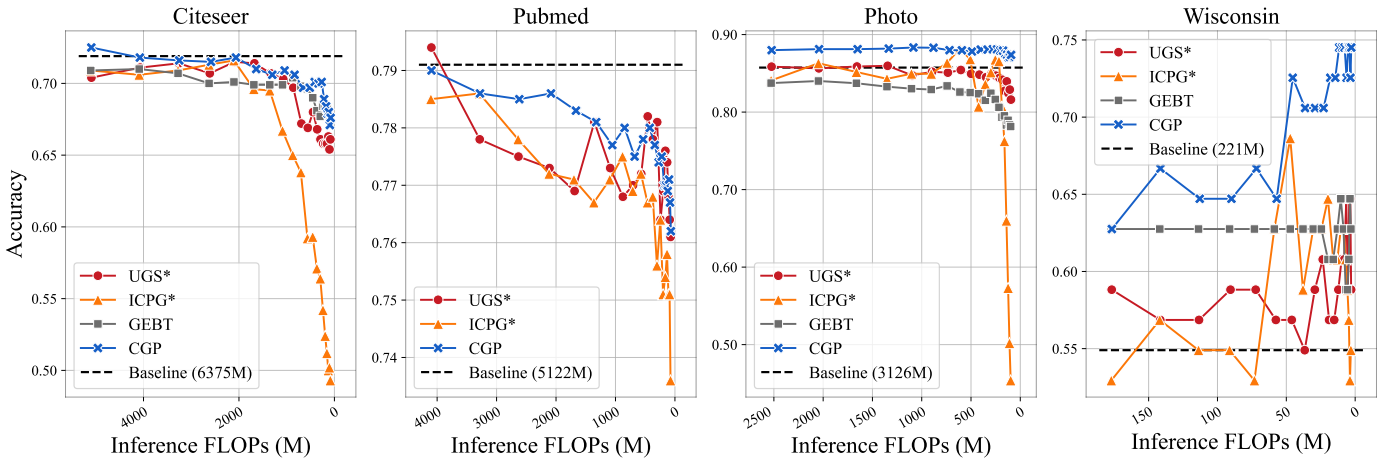 Citeseer
Accuracy
0.70
0.65
0.60
0.55
0.50
UGS*
ICPG*
GEBT
CGP
Baseline (6375M)
4000
2000
0
Inference FLOPs (M)
Pubmed
0.79
0.78
0.77
0.76
0.75
0.74
UGS*
ICPG*
CGP
Baseline (5122M)
4000
3000
2000
1000
0
Inference FLOPs (M)
Photo
0.90
0.80
0.70
0.60
0.50
UGS*
ICPG*
GEBT
CGP
Baseline (3126M)
2500
2000
1500
1000
500
0
Inference FLOPs (M)
Wisconsin
0.75
0.70
0.65
0.60
0.55
UGS*
ICPG*
GEBT
CGP
Baseline (221M)
150
100
50
0
Inference FLOPs (M)